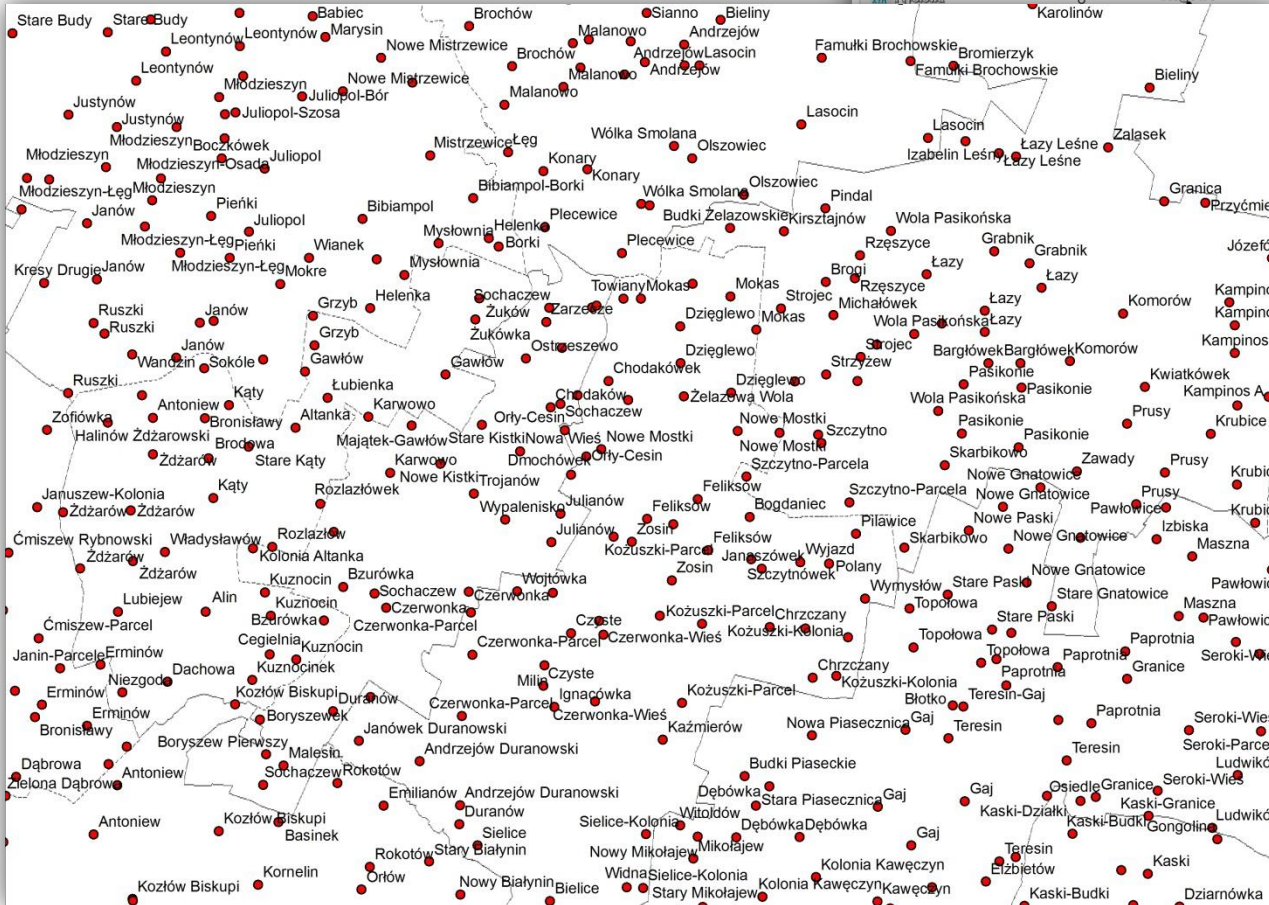 Karolinów
Babiec
Brochów
Sianno
Bieliny
Stare Budy
Stare Budy
Marysin
Malanowo
Andrzejów
Leontynów
Leontynów
Nowe Mistrzewice
Brochów
Andrzejów
Lasocin
Famułki Brochowskie
Bromierzyk
Leontynów
Malanowo
Andrzejów
Famułki Brochowskie
Bieliny
Młodzieszyn
Nowe Mistrzewice
Juliopol-Bór
Malanowo
Justynów
Juliopol-Szosa
Lasocin
Justynów
Młodzieszyn
Boczkówek
Mistrzewice
Łęg
Wólka Smolana
Olszowiec
Lasocin
Izabelin Leśny
Łazy Leśne
Łazy Leśne
Zalasek
Młodzieszyn
Młodzieszyn-Osada
Juliopol
Konary
Konary
Młodzieszyn-Łęg
Młodzieszyn
Bibiampol-Borki
Wólka Smolana
Olszowiec
Pindal
Granica
Janów
Pieńki
Juliopol
Bibiampol
Plecewice
Budki Żelazowskie
Kirsztajnów
Wola Pasikońska
Młodzieszyn-Łęg
Pieńki
Wianek
Mysłownia
Helenka
Borki
Plecewice
Rzęszyce
Grabnik
Grabnik
Kresy Drugie
Janów
Młodzieszyn-Łęg
Mokre
Mysłownia
Brogi
Rzęszyce
Łazy
Łazy
Helenka
Sochaczew
Towiany
Mokas
Mokas
Strojec
Michałówek
Łazy
Komorów
Ruszki
Ruszki
Janów
Grzyb
Żuków
Zarzesze
Dzięglewo
Mokas
Wola Pasikońska
Łazy
Grzyb
Żukówka
Ostrzeszewo
Strojec
Janów
Wandzin
Sokóle
Gawłów
Gawłów
Dzięglewo
Strzyżew
Bargłówek
Bargłówek
Komorów
Chodakówek
Pasikonie
Pasikonie
Ruszki
Łubienka
Dzięglewo
Żelazowa Wola
Wola Pasikońska
Kwiatkówek
Kampinos A
Zofiówka
Antoniew
Kąty
Bronisławy
Altanka
Karwowo
Orły-Cesin
Chodaków
Sochaczew
Nowe Mostki
Pasikonie
Prusy
Halinów
Żdżarowski
Brodowa
Stare Kąty
Majątek-Gawłów
Stare Kistki
Nowa Wieś
Nowe Mostki
Nowe Mostki
Szczytno
Pasikonie
Krubice
Żdżarów
Karwowo
Dmochówek
Orły-Cesin
Szczytno-Parcela
Skarbikowo
Zawady
Prusy
Januszew-Kolonia
Kąty
Rozlazłówek
Nowe Kistki
Trojanów
Feliksów
Szczytno-Parcela
Nowe Gnatowice
Nowe Gnatowice
Prusy
Żdżarów
Żdżarów
Wypalenisko
Julianów
Feliksów
Bogdaniec
Nowe Paski
Pawłowice
Izbiska
Ćmiszew Rybnowski
Władysławów
Rozlazłów
Julianów
Zosin
Feliksów
Pilawice
Skarbikowo
Nowe Gnatowice
Maszna
Żdżarów
Żdżarów
Kolonia Altanka
Kożuszki-Parcel
Janaszówek
Wyjazd
Kuznocin
Bzurówka
Wojtówka
Zosin
Szczytnówek
Polany
Nowe Gnatowice
Lubiejew
Alin
Kuznocin
Sochaczew
Czerwonka
Czerwonka
Wymysłów
Stare Paski
Stare Gnatowice
Maszna
Ćmiszew-Parcel
Bzurówka
Czerwonka-Parcel
Czyste
Kożuszki-Parcel
Chrzczany
Topołowa
Stare Paski
Cegielnia
Kuznocin
Czerwonka-Parcel
Czerwonka-Wieś
Kożuszki-Kolonia
Topołowa
Janin-Parcele
Erminów
Dachowa
Kuznocinek
Topołowa
Paprotnia
Paprotnia
Niezgoda
Czyste
Chrzczany
Paprotnia
Granice
Erminów
Kozłów Biskupi
Duranów
Milin
Ignacówka
Kożuszki-Parcel
Kożuszki-Kolonia
Teresin-Gaj
Erminów
Bronisławy
Boryszewek
Czerwonka-Parcel
Czerwonka-Wieś
Błotko
Paprotnia
Janówek Duranowski
Kaźmierów
Nowa Piasecznica
Gaj
Teresin
Boryszew Pierwszy
Malesin
Andrzejów Duranowski
Teresin
Dąbrowa
Antoniew
Sochaczew
Rokotów
Budki Piaseckie
Zielona Dąbrowa
Dębówka
Gaj
Osiedle
Granice
Emilianów
Andrzejów Duranowski
Stara Piasecznica
Gaj
Kaski-Działki
Kaski-Granice
Antoniew
Kozłów Biskupi
Basinek
Duranów
Sielice
Sielice-Kolonia
Witoldów
Dębówka
Dębówka
Gaj
Kaski-Budki
Gongolina
Rokotów
Stary Białynin
Nowy Mikołajew
Mikołajew
Teresin
Elżbietów
Kaski
Kornelin
Orłów
Widna
Sielice-Kolonia
Kolonia Kawęczyn
Kozłów Biskupi
Nowy Białynin
Bielice
Stary Mikołajew
Kolonia Kawęczyn
Kawęczyn
Kaski-Budki
Dziarnówka